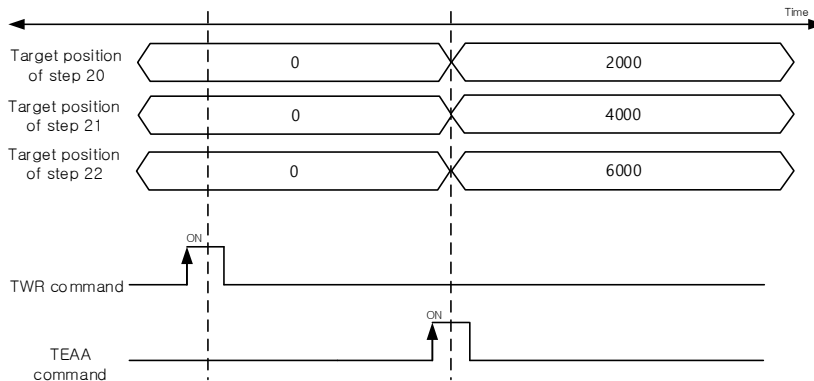 Time
Target position
of step 20
0
2000
Target position
of step 21
0
4000
Target position
of step 22
0
6000
ON
TWR command
ON
TEAA
command